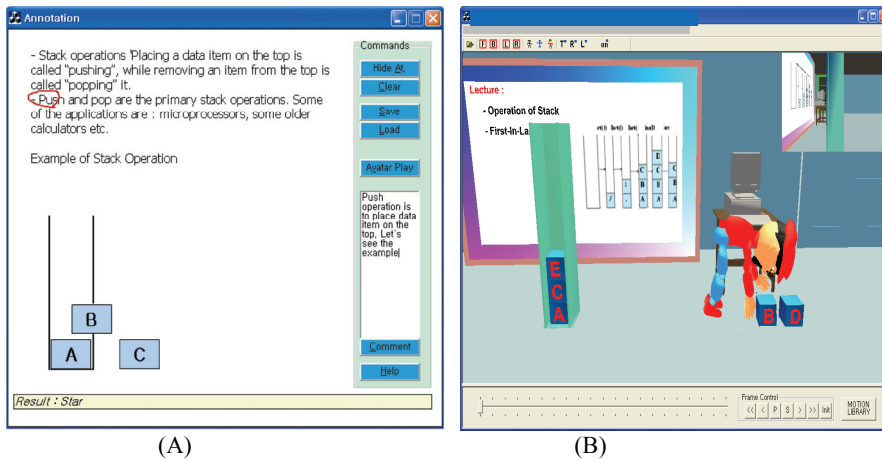 Annotation
- Stack operations 'Placing a data item on the top is
called "pushing", while removing an item from the top is
called "popping" it.
- Push and pop are the primary stack operations. Some
of the applications are : microprocessors, some older
calculators etc.
Example of Stack Operation
B
A
C
Commands
Hide At.
Clear
Save
Load
Avatar Play
Push
operation is
to place data
item on the
top, Let's
see the
example
Comment
Help
Result : Star
(A)
F B L R T* R* L* on
Lecture :
- Operation of Stack
- First-In-La
D
C C C
B E B
A A A
E
C
A
B D
Frame Control
<< < P S > >> Init
MOTION
LIBRARY
(B)